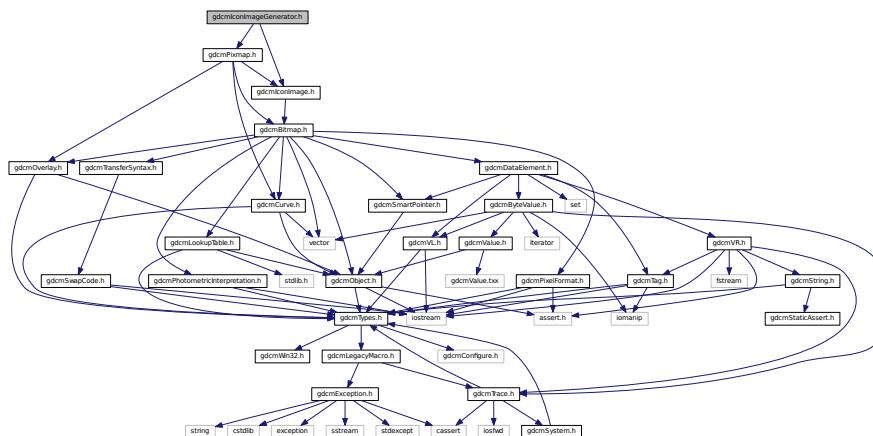 gdcmIconImageGenerator.h
gdcmPixmap.h
gdcmIconImage.h
gdcmBitmap.h
gdcmOverlay.h
gdcmTransferSyntax.h
gdcmDataElement.h
gdcmCurve.h
gdcmSmartPointer.h
gdcmByteValue.h
set
gdcmLookupTable.h
vector
gdcmVL.h
gdcmValue.h
iterator
gdcmVR.h
gdcmSwapCode.h
gdcmPhotometricInterpretation.h
stdlib.h
gdcmObject.h
gdcmValue.txx
gdcmPixelFormat.h
gdcmTag.h
fstream
gdcmString.h
gdcmTypes.h
iostream
assert.h
iomanip
gdcmStaticAssert.h
gdcmWin32.h
gdcmLegacyMacro.h
gdcmConfigure.h
gdcmException.h
gdcmTrace.h
string
cstdlib
exception
sstream
stdexcept
cassert
iosfwd
gdcmSystem.h